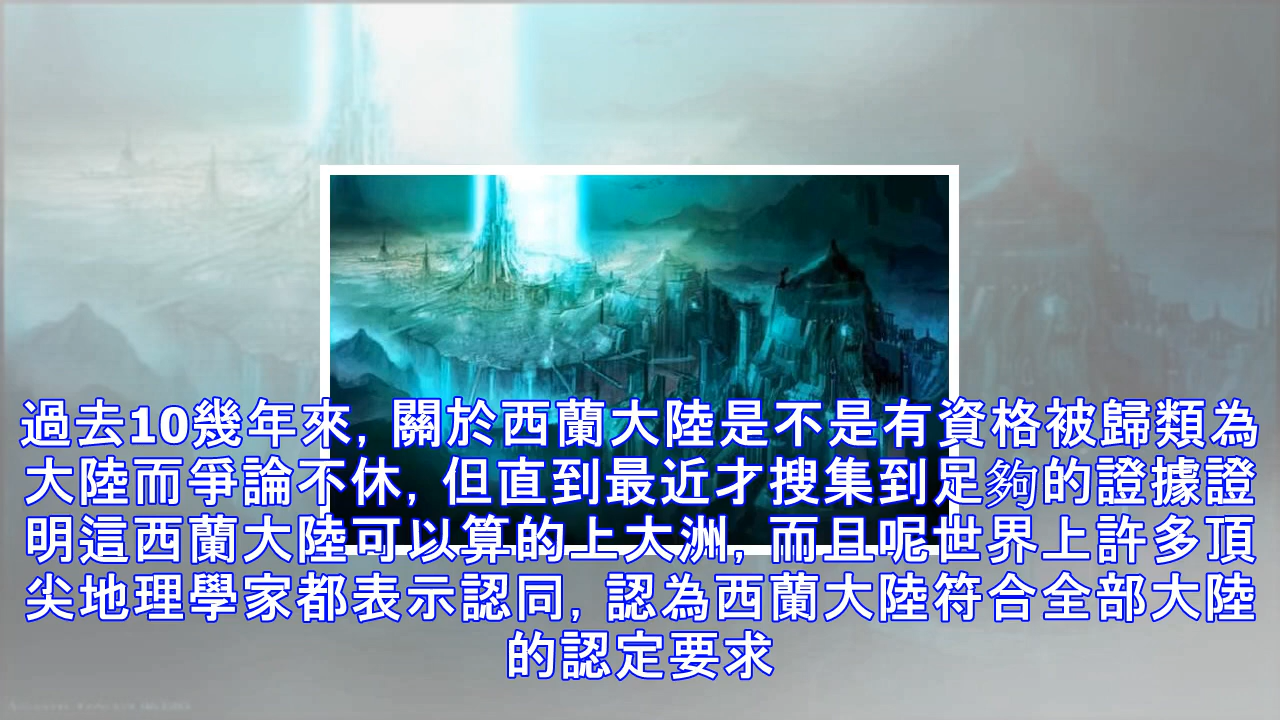 過去10幾年來, 關於西蘭大陸是不是有資格被歸類為
大陸而爭論不休, 但直到最近才搜集到足夠的證據證
明這西蘭大陸可以算的上大洲, 而且呢世界上許多頂
尖地理學家都表示認同, 認為西蘭大陸符合全部大陸
的認定要求